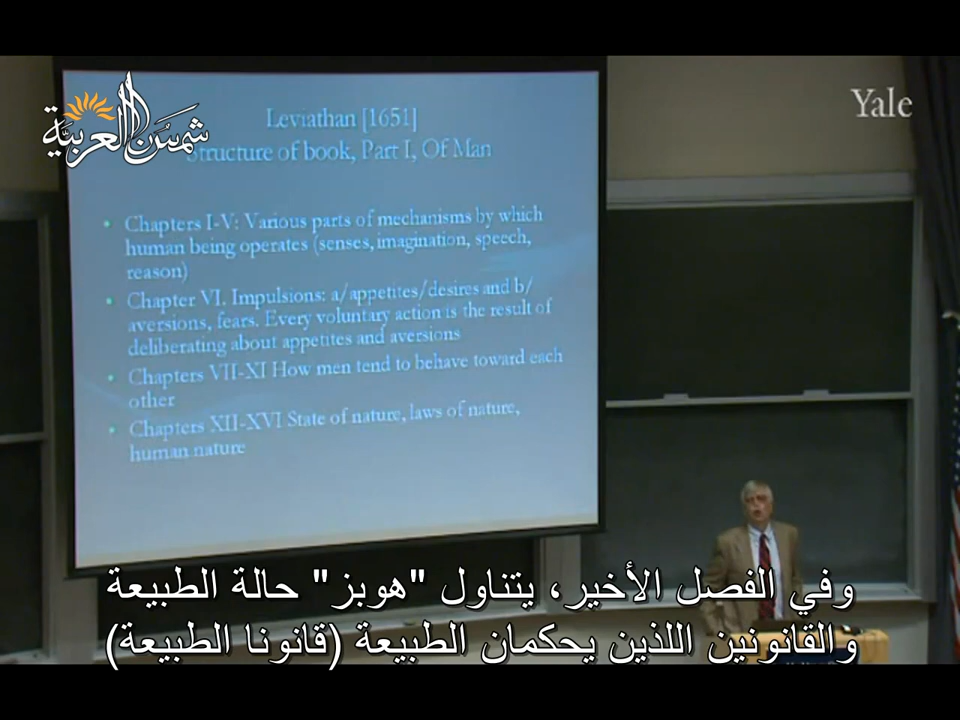 شمس العربية
Yale
Leviathan [1651]
Structure of book, Part I, Of Man
• Chapters I-V: Various parts of mechanisms by which
human being operates (senses, imagination, speech,
reason)
• Chapter VI. Impulsions: a/appetites/desires and b/
aversions, fears. Every voluntary action is the result of
deliberating about appetites and aversions
• Chapters VII-XI How men tend to behave toward each
other
• Chapters XII-XVI State of nature, laws of nature,
human nature
وفي الفصل الأخير، يتناول "هوبز" حالة الطبيعة
والقانونين اللذين يحكمان الطبيعة (قانونا الطبيعة)